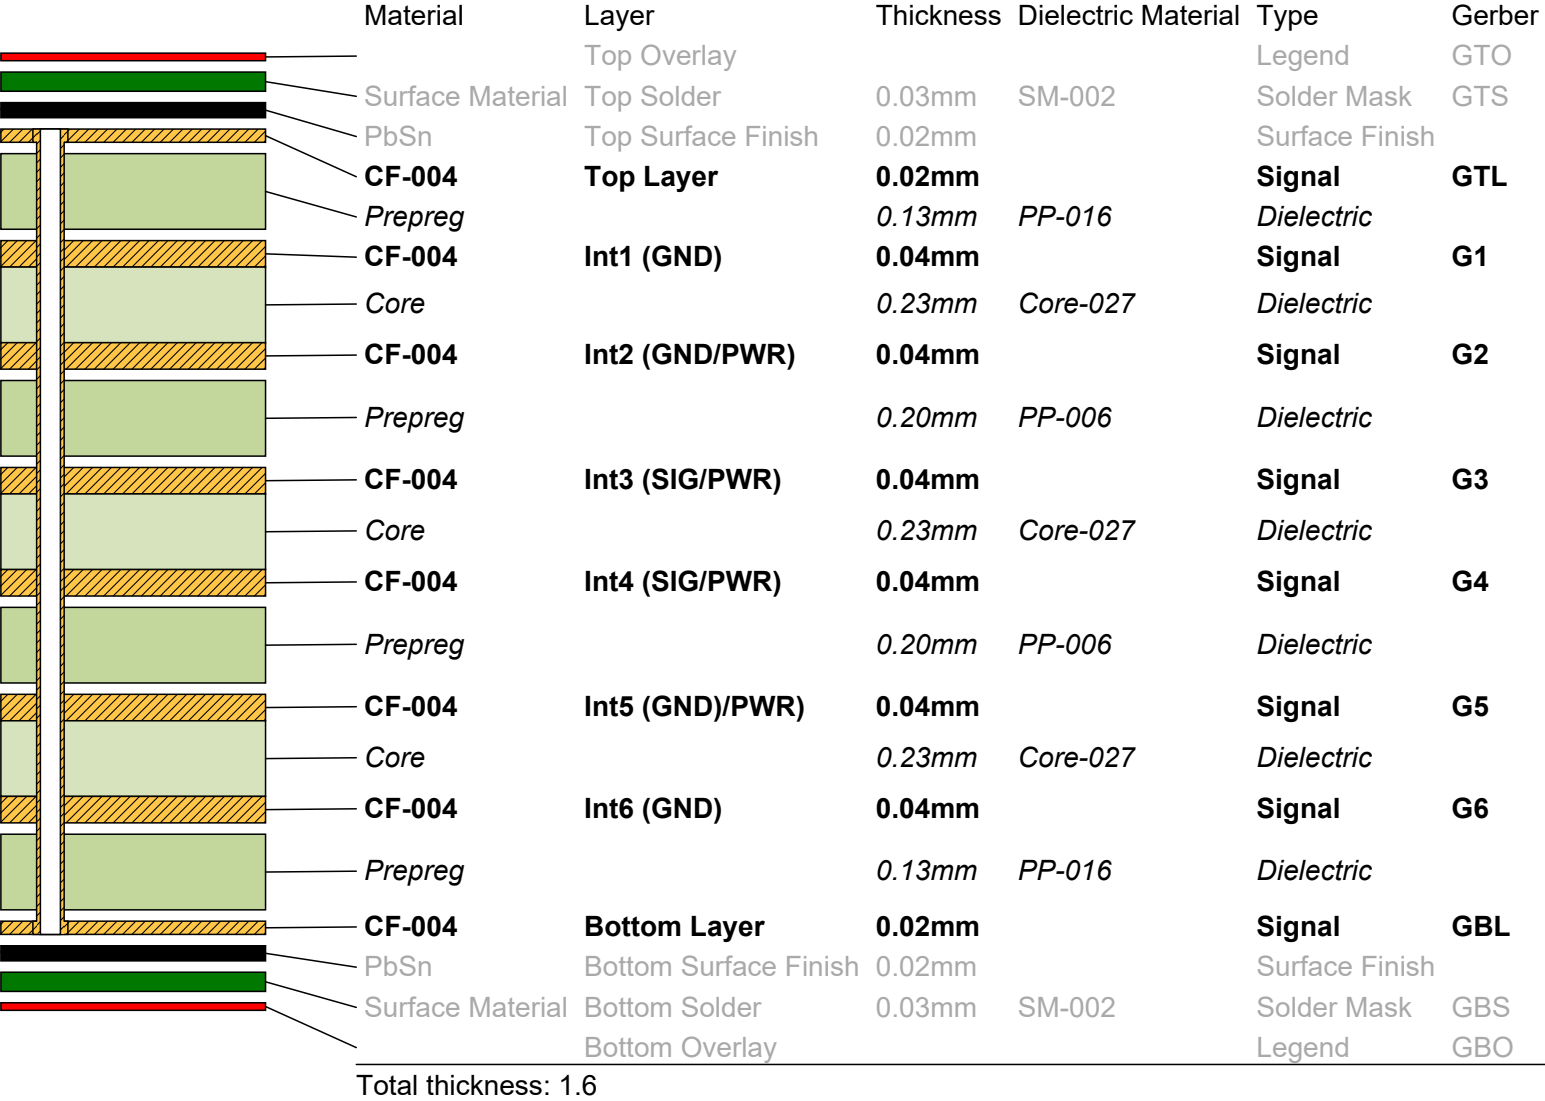 Material Layer Thickness Dielectric Material Type Gerber
Top Overlay Legend GTO
Surface Material Top Solder 0.03mm SM-002 Solder Mask GTS
PbSn Top Surface Finish 0.02mm Surface Finish
CF-004 Top Layer 0.02mm Signal GTL
Prepreg 0.13mm PP-016 Dielectric
CF-004 Int1 (GND) 0.04mm Signal G1
Core 0.23mm Core-027 Dielectric
CF-004 Int2 (GND/PWR) 0.04mm Signal G2
Prepreg 0.20mm PP-006 Dielectric
CF-004 Int3 (SIG/PWR) 0.04mm Signal G3
Core 0.23mm Core-027 Dielectric
CF-004 Int4 (SIG/PWR) 0.04mm Signal G4
Prepreg 0.20mm PP-006 Dielectric
CF-004 Int5 (GND)/PWR) 0.04mm Signal G5
Core 0.23mm Core-027 Dielectric
CF-004 Int6 (GND) 0.04mm Signal G6
Prepreg 0.13mm PP-016 Dielectric
CF-004 Bottom Layer 0.02mm Signal GBL
PbSn Bottom Surface Finish 0.02mm Surface Finish
Surface Material Bottom Solder 0.03mm SM-002 Solder Mask GBS
Bottom Overlay Legend GBO
Total thickness: 1.6